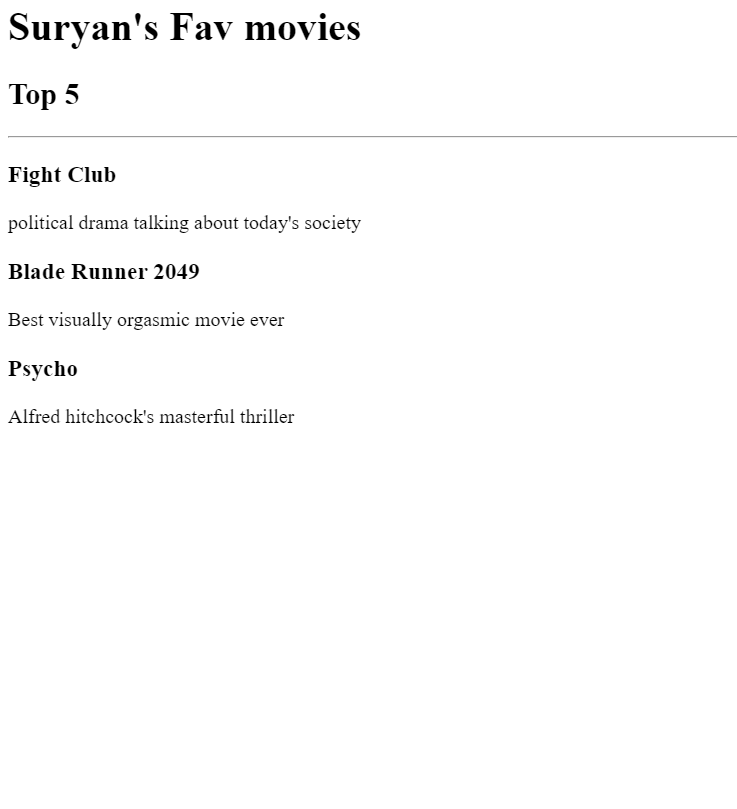 Suryan's Fav movies
Top 5
Fight Club
political drama talking about today's society
Blade Runner 2049
Best visually orgasmic movie ever
Psycho
Alfred hitchcock's masterful thriller